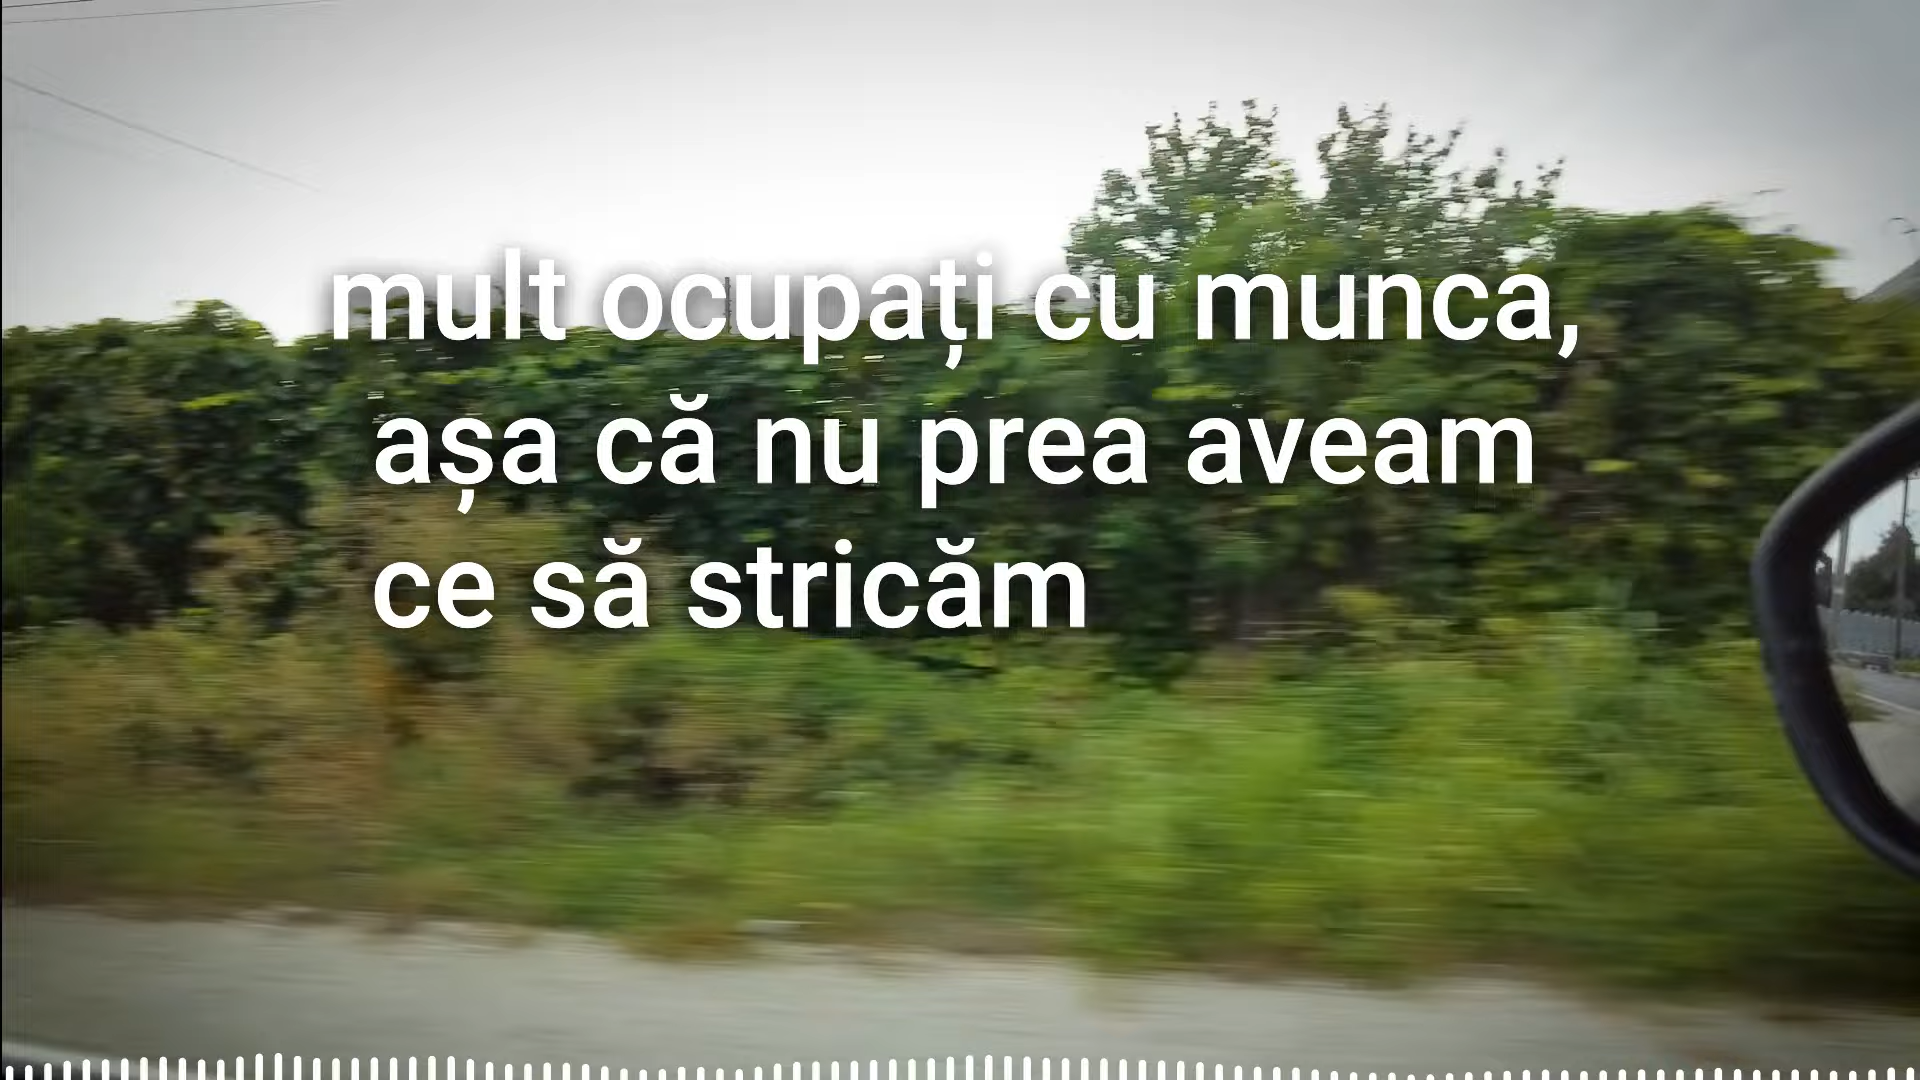 mult ocupați cu munca,
așa că nu prea aveam
ce să stricăm